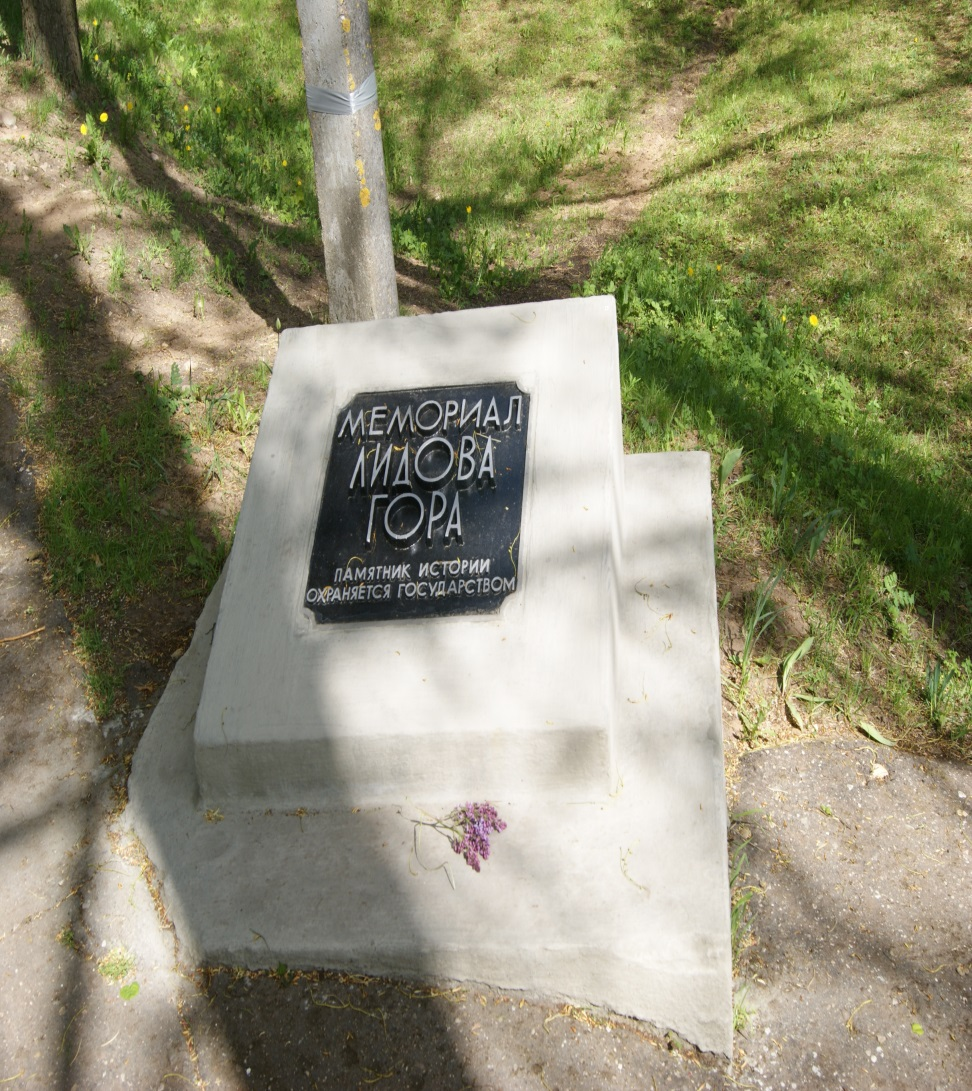 МЕМОРИАЛ
ЛИДОВА
ГОРА
ПАМЯТНИК ИСТОРИИ
ОХРАНЯЕТСЯ ГОСУДАРСТВОМ